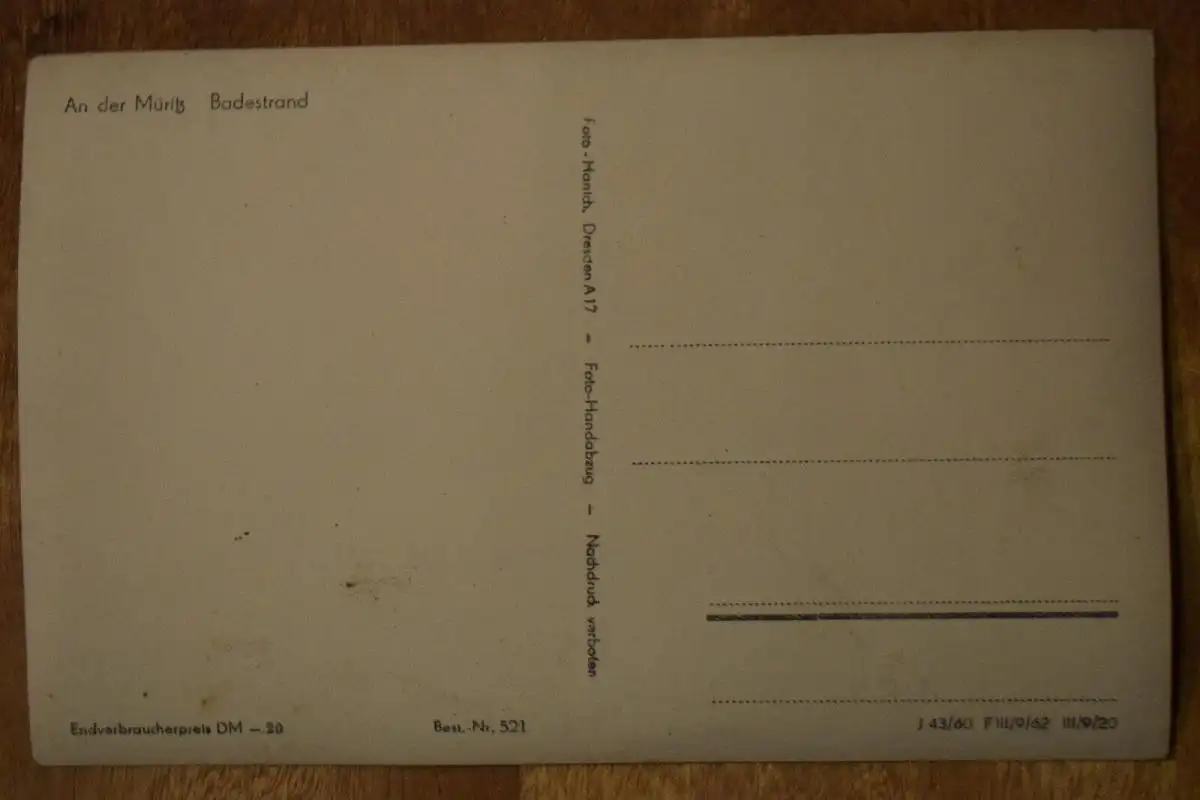 An der Müritz Badestrand
Foto-Hanich, Dresden A 17 – Foto-Handabzug – Nachdruck verboten
Endverbraucherpreis DM –.20
Best.-Nr. 521
J 43/60 F III/9/62 III/9/20